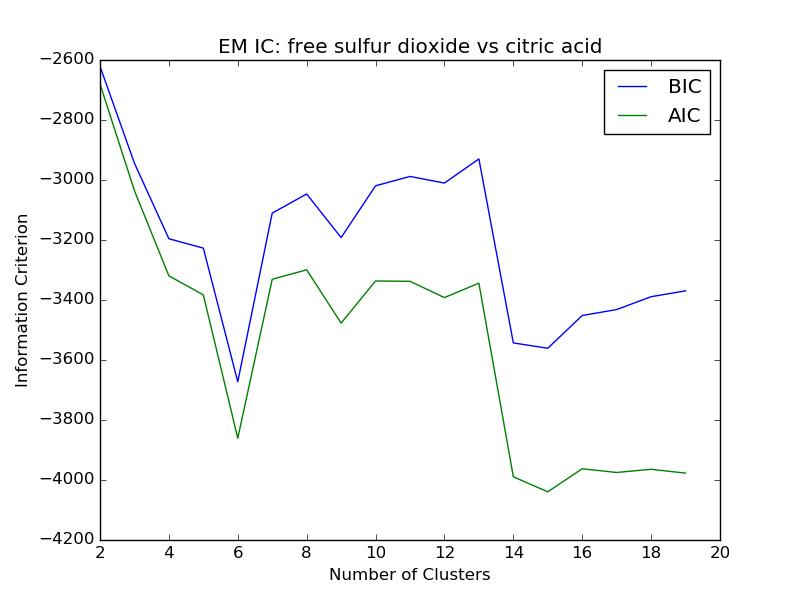 EM IC: free sulfur dioxide vs citric acid
BIC
AIC
−2600
−2800
−3000
−3200
−3400
−3600
−3800
−4000
−4200
Information Criterion
2 4 6 8 10 12 14 16 18 20
Number of Clusters